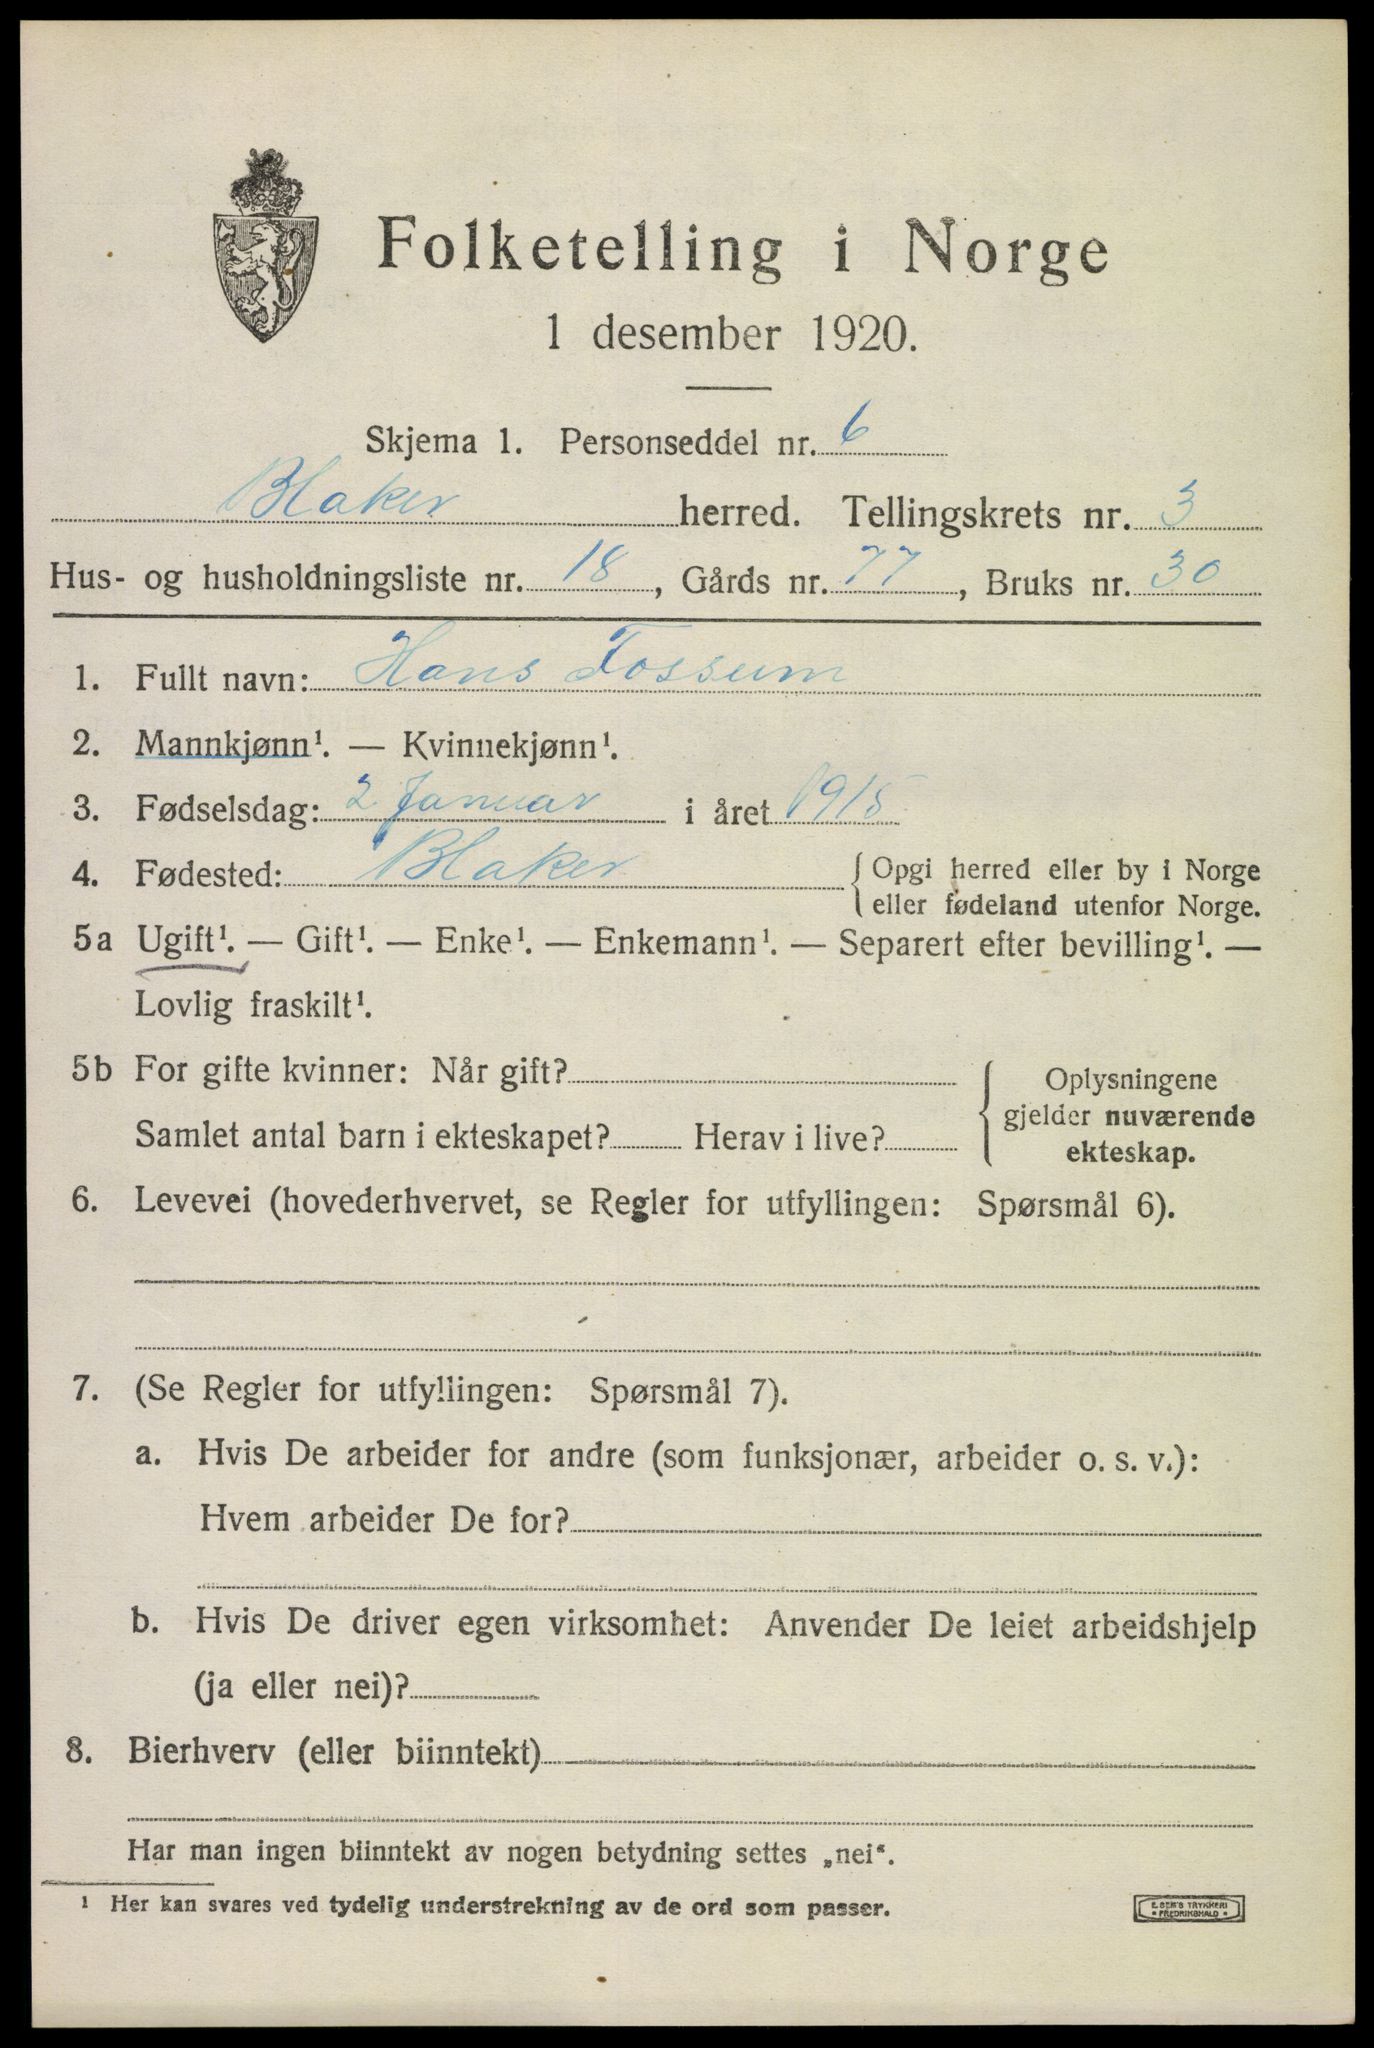 Folketelling i Norge
1 desember 1920.
Skjema 1. Personseddel nr. 6
Blaker herred. Tellingskrets nr. 3
Hus- og husholdningsliste nr. 18, Gårds nr. 77, Bruks nr. 30
1. Fullt navn: Hans Fossum
2. Mannkjønn¹. — Kvinnekjønn¹.
3. Fødselsdag: 2 Januar i året 1915
4. Fødested: Blaker { Opgi herred eller by i Norge
eller fødeland utenfor Norge.
5a Ugift¹. — Gift¹. — Enke¹. — Enkemann¹. — Separert efter bevilling¹. —
Lovlig fraskilt¹.
5b For gifte kvinner: Når gift?
Samlet antal barn i ekteskapet? Herav i live?
{ Oplysningene
gjelder nuværende
ekteskap.
6. Levevei (hovederhvervet, se Regler for utfyllingen: Spørsmål 6).
7. (Se Regler for utfyllingen: Spørsmål 7).
a. Hvis De arbeider for andre (som funksjonær, arbeider o. s. v.):
Hvem arbeider De for?
b. Hvis De driver egen virksomhet: Anvender De leiet arbeidshjelp
(ja eller nei)?
8. Bierhverv (eller biinntekt)
Har man ingen biinntekt av nogen betydning settes „nei“.
¹ Her kan svares ved tydelig understrekning av de ord som passer.
E. SEM'S TRYKKERI
• FREDRIKSHALD •